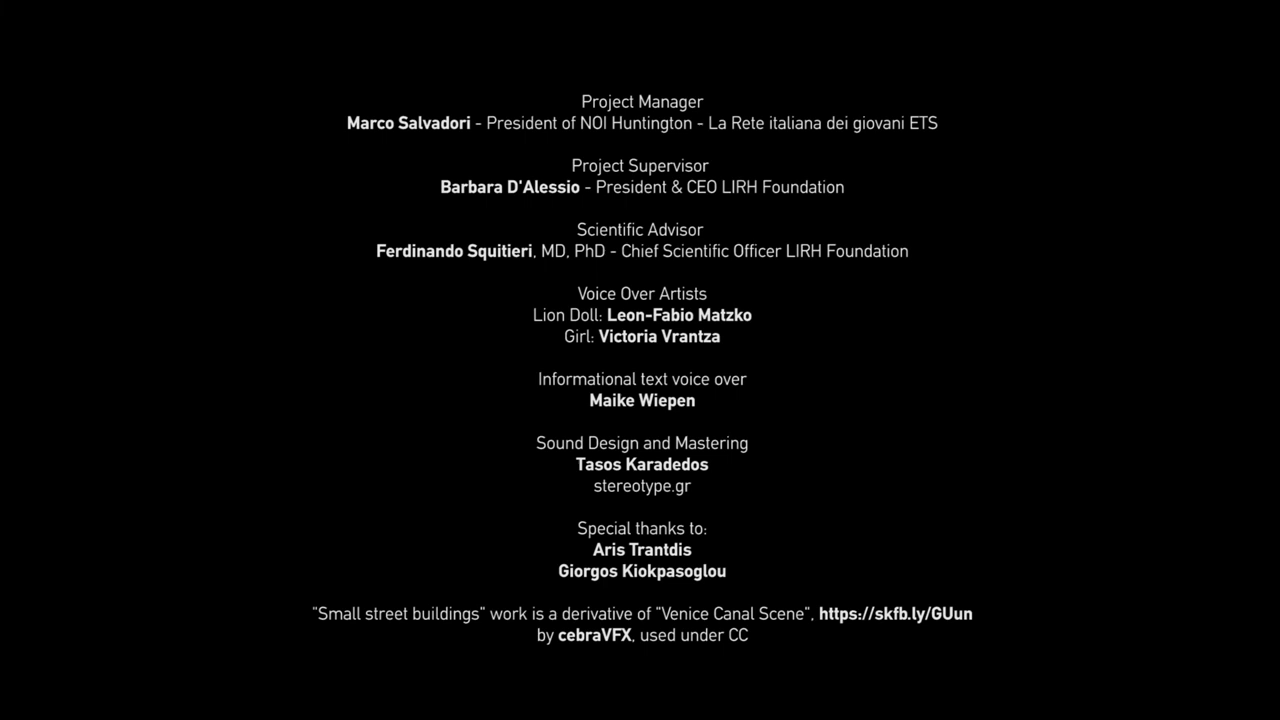 Project Manager
Marco Salvadori - President of NOI Huntington - La Rete italiana dei giovani ETS
Project Supervisor
Barbara D'Alessio - President & CEO LIRH Foundation
Scientific Advisor
Ferdinando Squitieri, MD, PhD - Chief Scientific Officer LIRH Foundation
Voice Over Artists
Lion Doll: Leon-Fabio Matzko
Girl: Victoria Vrantza
Informational text voice over
Maike Wiepen
Sound Design and Mastering
Tasos Karadedos
stereotype.gr
Special thanks to:
Aris Trantdis
Giorgos Kiokpasoglou
"Small street buildings" work is a derivative of "Venice Canal Scene", https://skfb.ly/GUun
by cebraVFX, used under CC